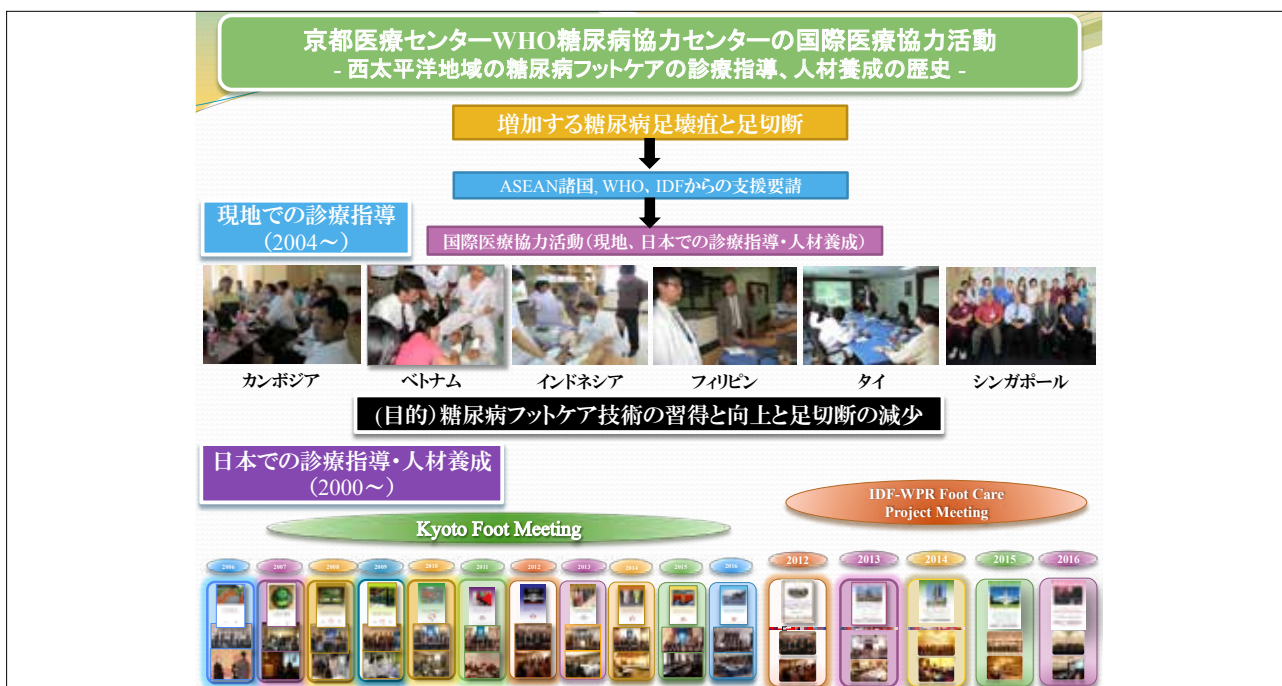 京都医療センターWHO糖尿病協力センターの国際医療協力活動
- 西太平洋地域の糖尿病フットケアの診療指導、人材養成の歴史 -
増加する糖尿病足壊疽と足切断
ASEAN諸国, WHO、IDFからの支援要請
現地での診療指導
(2004～)
国際医療協力活動(現地、日本での診療指導・人材養成)
カンボジア
ベトナム
インドネシア
フィリピン
タイ
シンガポール
(目的)糖尿病フットケア技術の習得と向上と足切断の減少
日本での診療指導・人材養成
(2000～)
IDF-WPR Foot Care
Project Meeting
Kyoto Foot Meeting
2006
2007
2008
2009
2010
2011
2012
2013
2014
2015
2016
2012
2013
2014
2015
2016